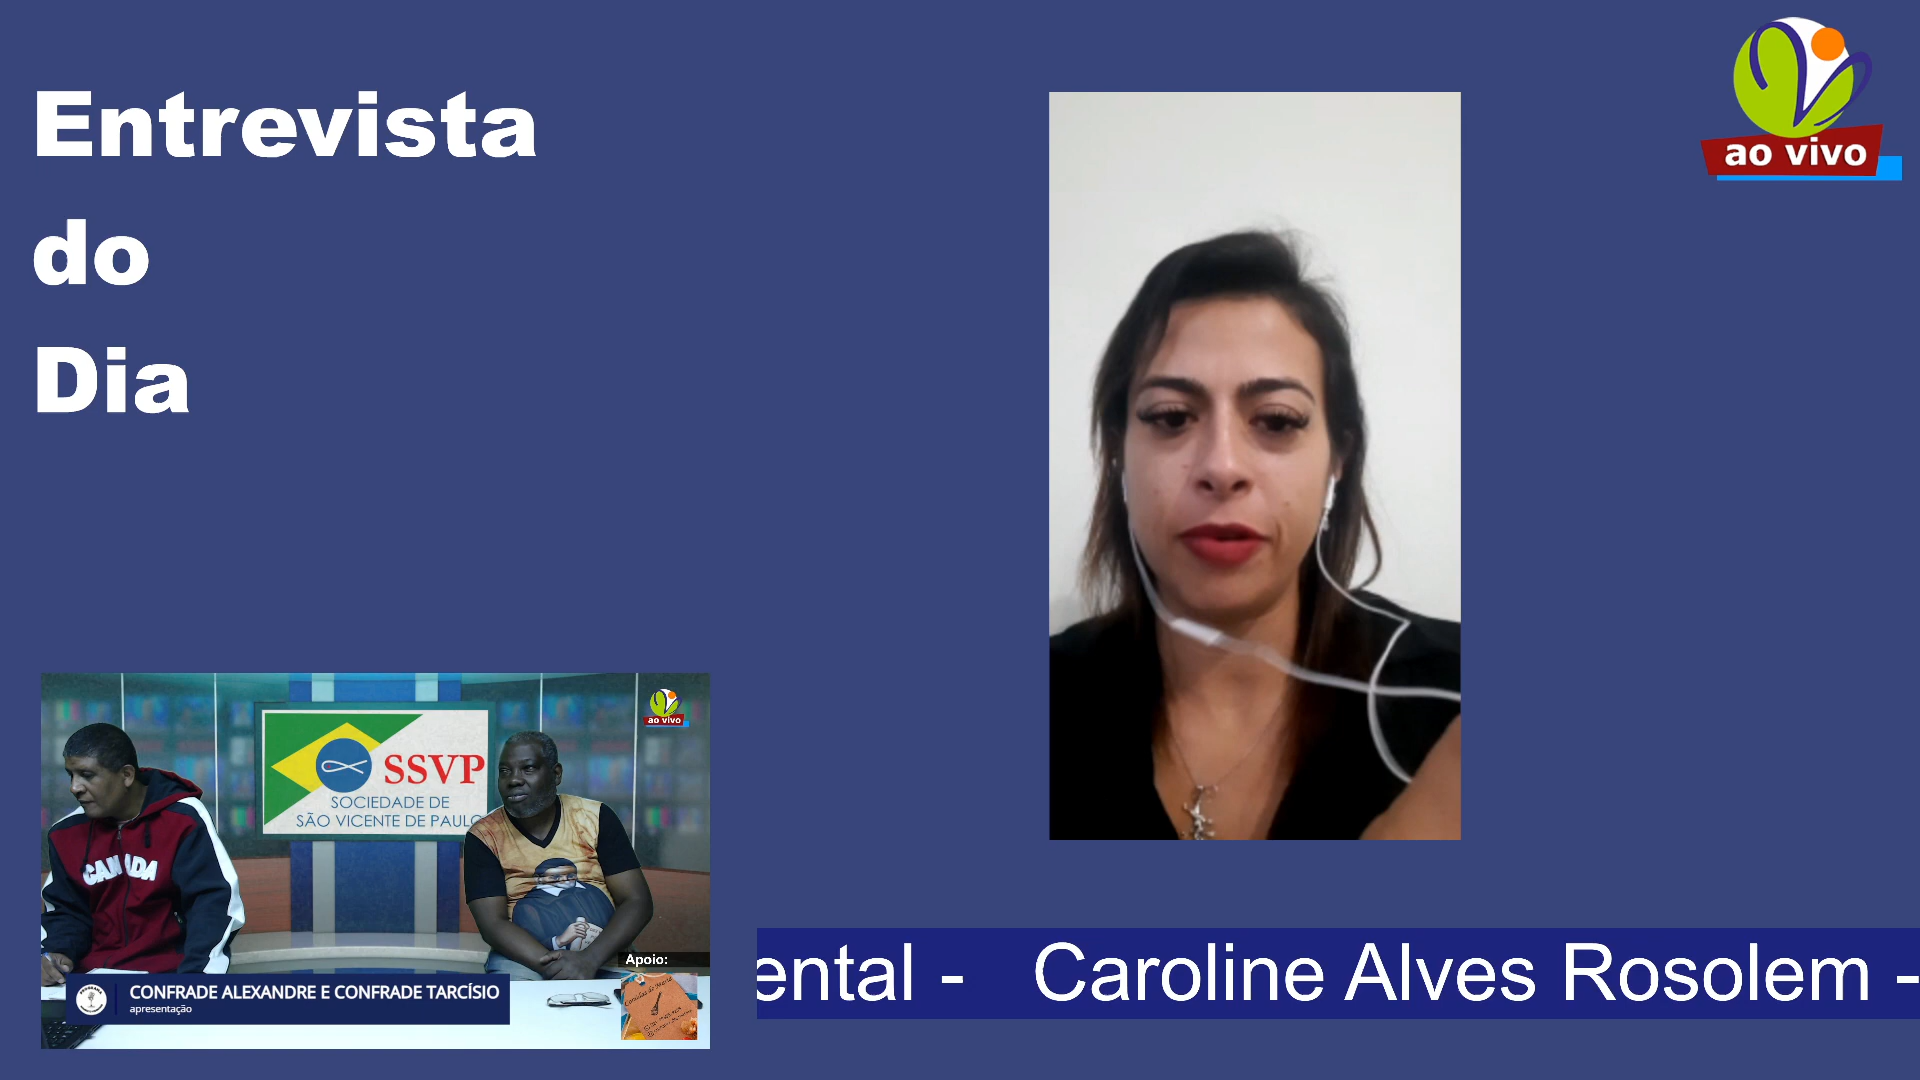 Entrevista
do
Dia
ao vivo
ao vivo
SSVP
SOCIEDADE DE
SÃO VICENTE DE PAULO
CANADA
Apoio:
CONFRADE ALEXANDRE E CONFRADE TARCÍSIO
apresentação
ental - Caroline Alves Rosolem -